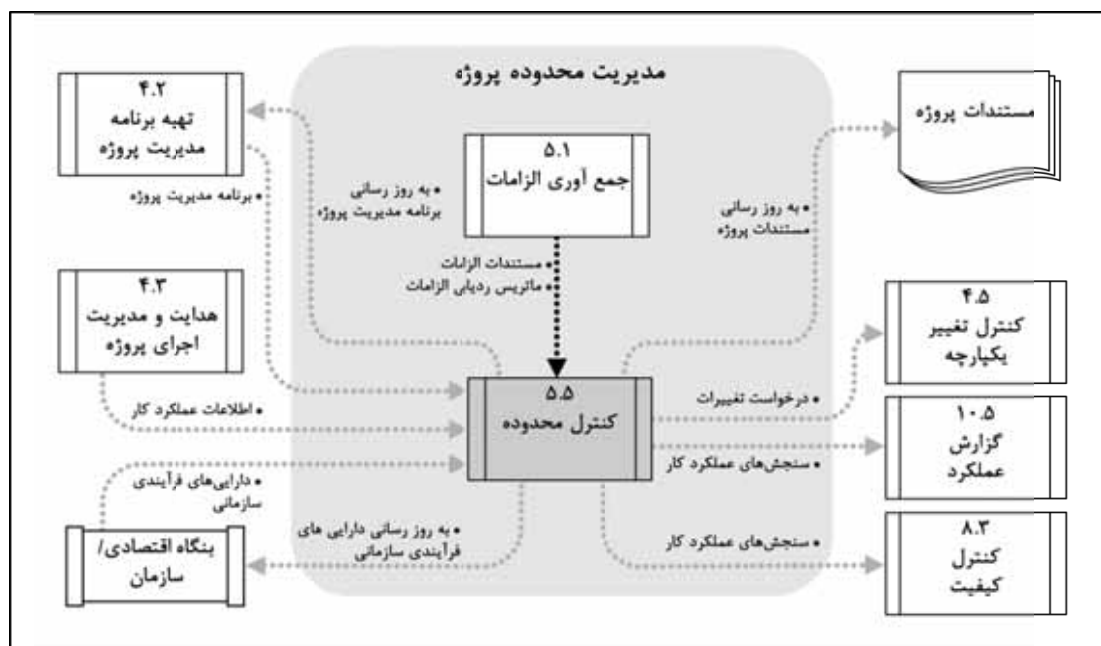 مدیریت محدوده پروژه
مستندات پروژه
۴.۲
تهیه برنامه
مدیریت پروژه
۵.۱
جمع آوری الزامات
• به روز رسانی
مستندات پروژه
• به روز رسانی
برنامه مدیریت پروژه
• برنامه مدیریت پروژه
• مستندات الزامات
• ماتریس ردیابی الزامات
۴.۳
هدایت و مدیریت
اجرای پروژه
۴.۵
کنترل تغییر
یکپارچه
۵.۵
کنترل محدوده
• درخواست تغییرات
• اطلاعات عملکرد کار
۱۰.۵
گزارش
عملکرد
• سنجش‌های عملکرد کار
• دارایی‌های فرآیندی
سازمانی
• به روز رسانی دارایی های
فرآیندی سازمانی
• سنجش‌های عملکرد کار
۸.۳
کنترل
کیفیت
بنگاه اقتصادی/
سازمان